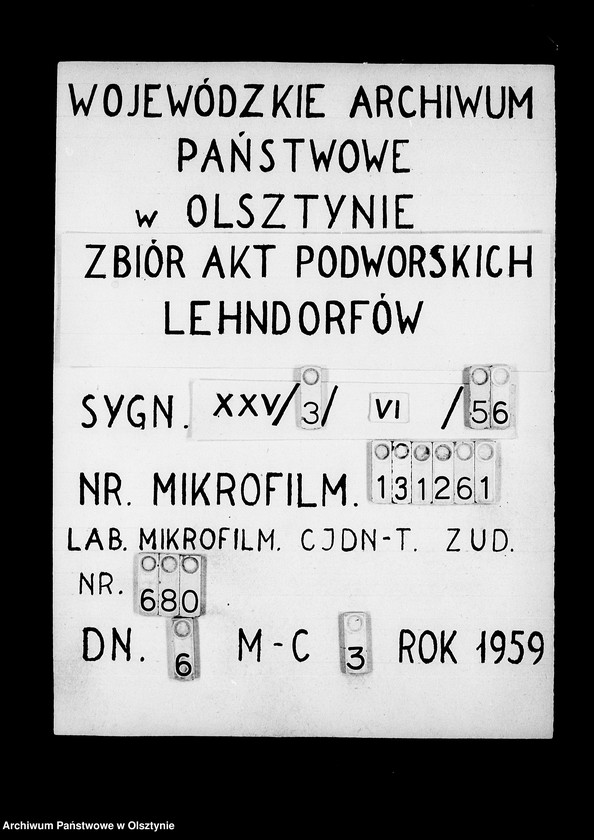 WOJEWÓDZKIE ARCHIWUM
PAŃSTWOWE
w OLSZTYNIE
ZBIÓR AKT PODWORSKICH
LEHNDORFÓW
SYGN. XXV/3/ VI /56
NR. MIKROFILM. 131261
LAB. MIKROFILM. CJDN-T. ZUD.
NR. 680
DN. 6 M-C 3 ROK 1959
Archiwum Państwowe w Olsztynie